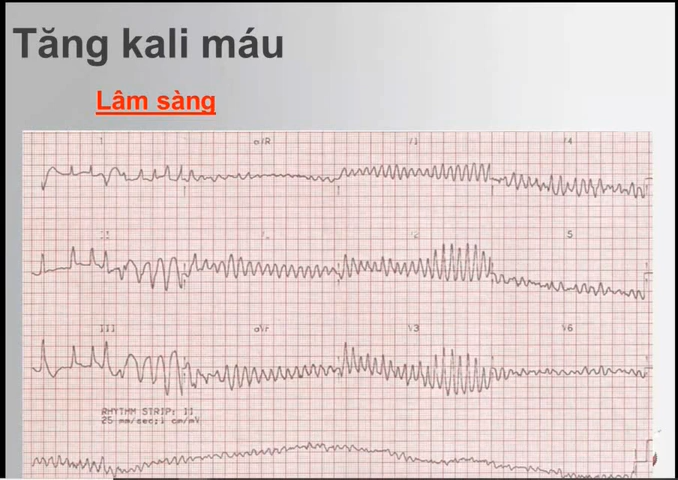 Tăng kali máu
Lâm sàng
I aVR V1 V4
II V2 5
III aVF V3 V6
RHYTHM STRIP: II
25 mm/sec;1 cm/mV